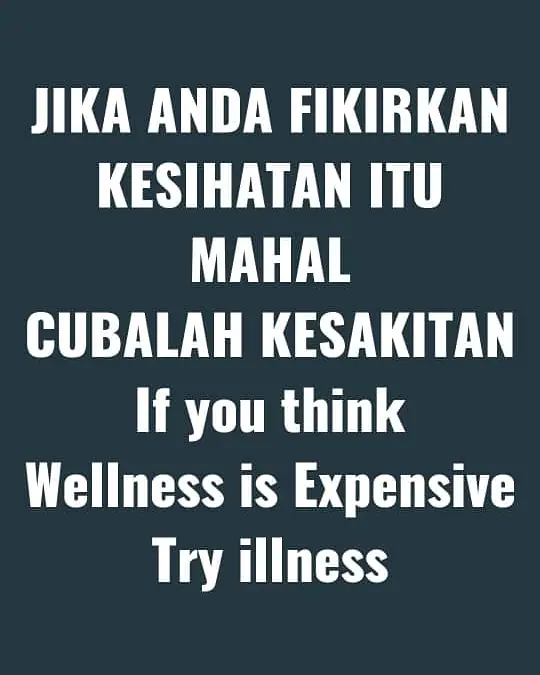 JIKA ANDA FIKIRKAN
KESIHATAN ITU
MAHAL
CUBALAH KESAKITAN
If you think
Wellness is Expensive
Try illness